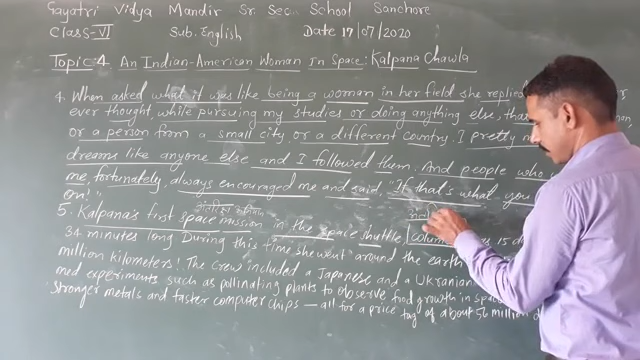 Gayatri Vidya Mandir Sr. Sec. School Sanchore
Class-VI Sub. English Date 17/07/2020
Topic:4 An Indian-American Woman in Space: Kalpana Chawla
4. When asked what it was like being a woman in her field she replied
ever thought, while pursuing my studies or doing anything else, man,
or a person from a small city or a different country. I pretty
dreams like anyone else and I followed them. And people who
me, fortunately, always encouraged me and said, "If that's what you
on!"
अंतरिक्ष
5. Kalpana's first space mission in the space shuttle, is
34 minutes long During this time she went around the earth
million kilometers! The crew included a Japanese and a Ukranian
med experiments such as pollinating plants to observe food growth in space
Stronger metals and faster computer chips — all for a price tag of about 56 million